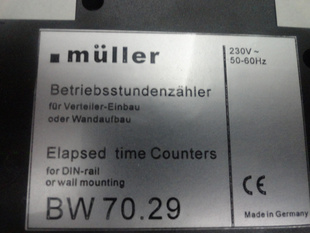 müller
230V~
50-60Hz
Betriebsstundenzähler
für Verteiler-Einbau
oder Wandaufbau
Elapsed time Counters
for DIN-rail
or wall mounting
CE
BW 70.29
Made in Germany